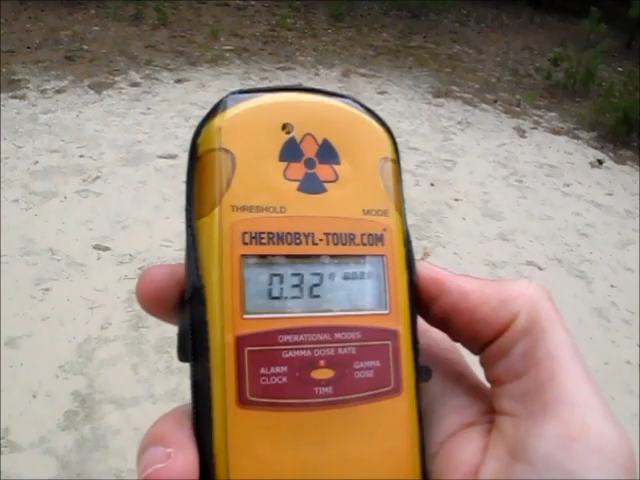 THRESHOLD MODE
CHERNOBYL-TOUR.COM
0.32
OPERATIONAL MODES
GAMMA DOSE RATE
ALARM CLOCK
GAMMA DOSE
TIME